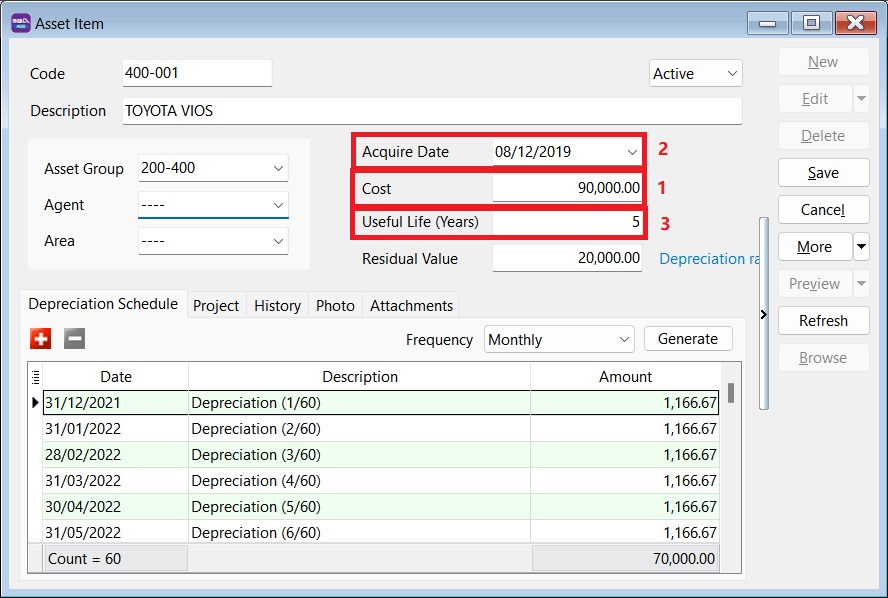 Asset Item
Code 400-001 Active
Description TOYOTA VIOS
Asset Group 200-400
Agent ----
Area ----
Acquire Date 08/12/2019 2
Cost 90,000.00 1
Useful Life (Years) 5 3
Residual Value 20,000.00 Depreciation ra
New
Edit
Delete
Save
Cancel
More
Preview
Refresh
Browse
Depreciation Schedule Project History Photo Attachments
Frequency Monthly Generate
Date Description Amount
31/12/2021 Depreciation (1/60) 1,166.67
31/01/2022 Depreciation (2/60) 1,166.67
28/02/2022 Depreciation (3/60) 1,166.67
31/03/2022 Depreciation (4/60) 1,166.67
30/04/2022 Depreciation (5/60) 1,166.67
31/05/2022 Depreciation (6/60) 1,166.67
Count = 60 70,000.00